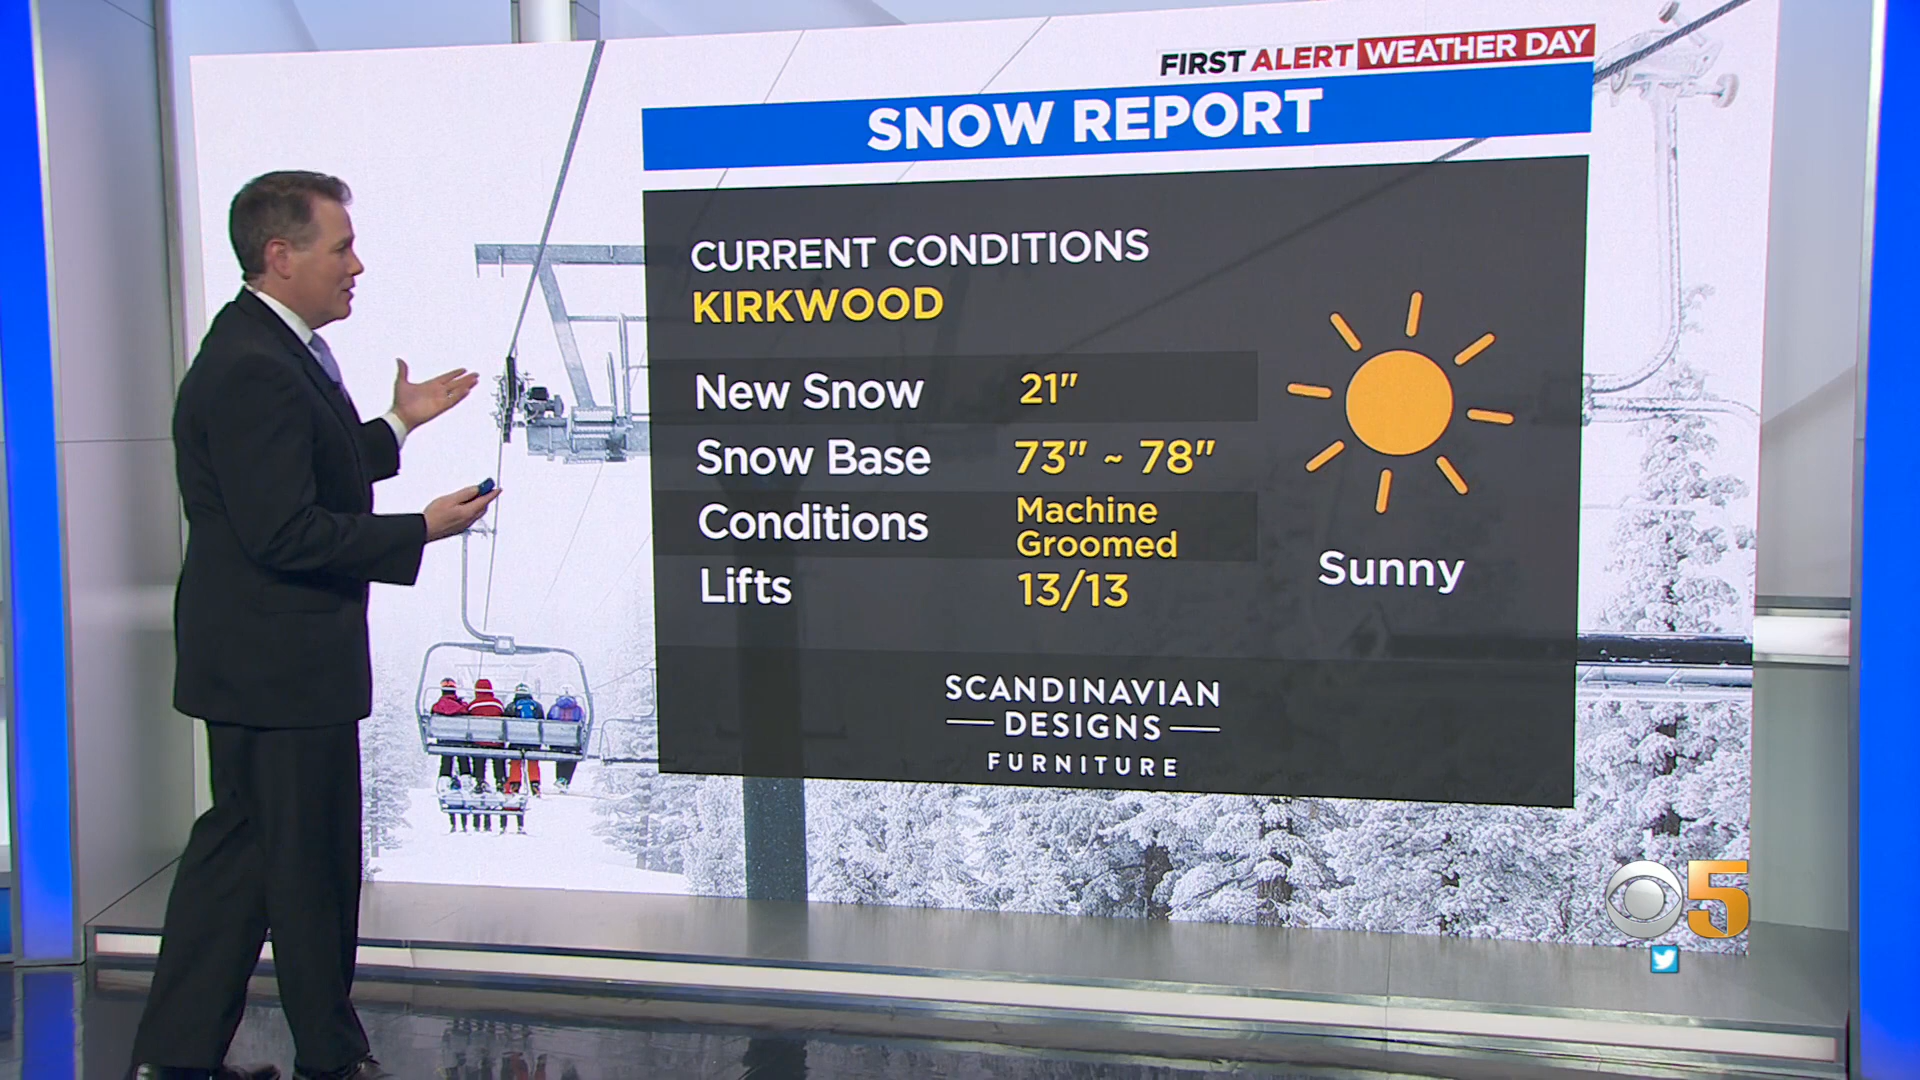 FIRST ALERT WEATHER DAY
SNOW REPORT
CURRENT CONDITIONS
KIRKWOOD
New Snow 21"
Snow Base 73" ~ 78"
Conditions Machine
Groomed
Lifts 13/13
Sunny
SCANDINAVIAN
DESIGNS
FURNITURE
5